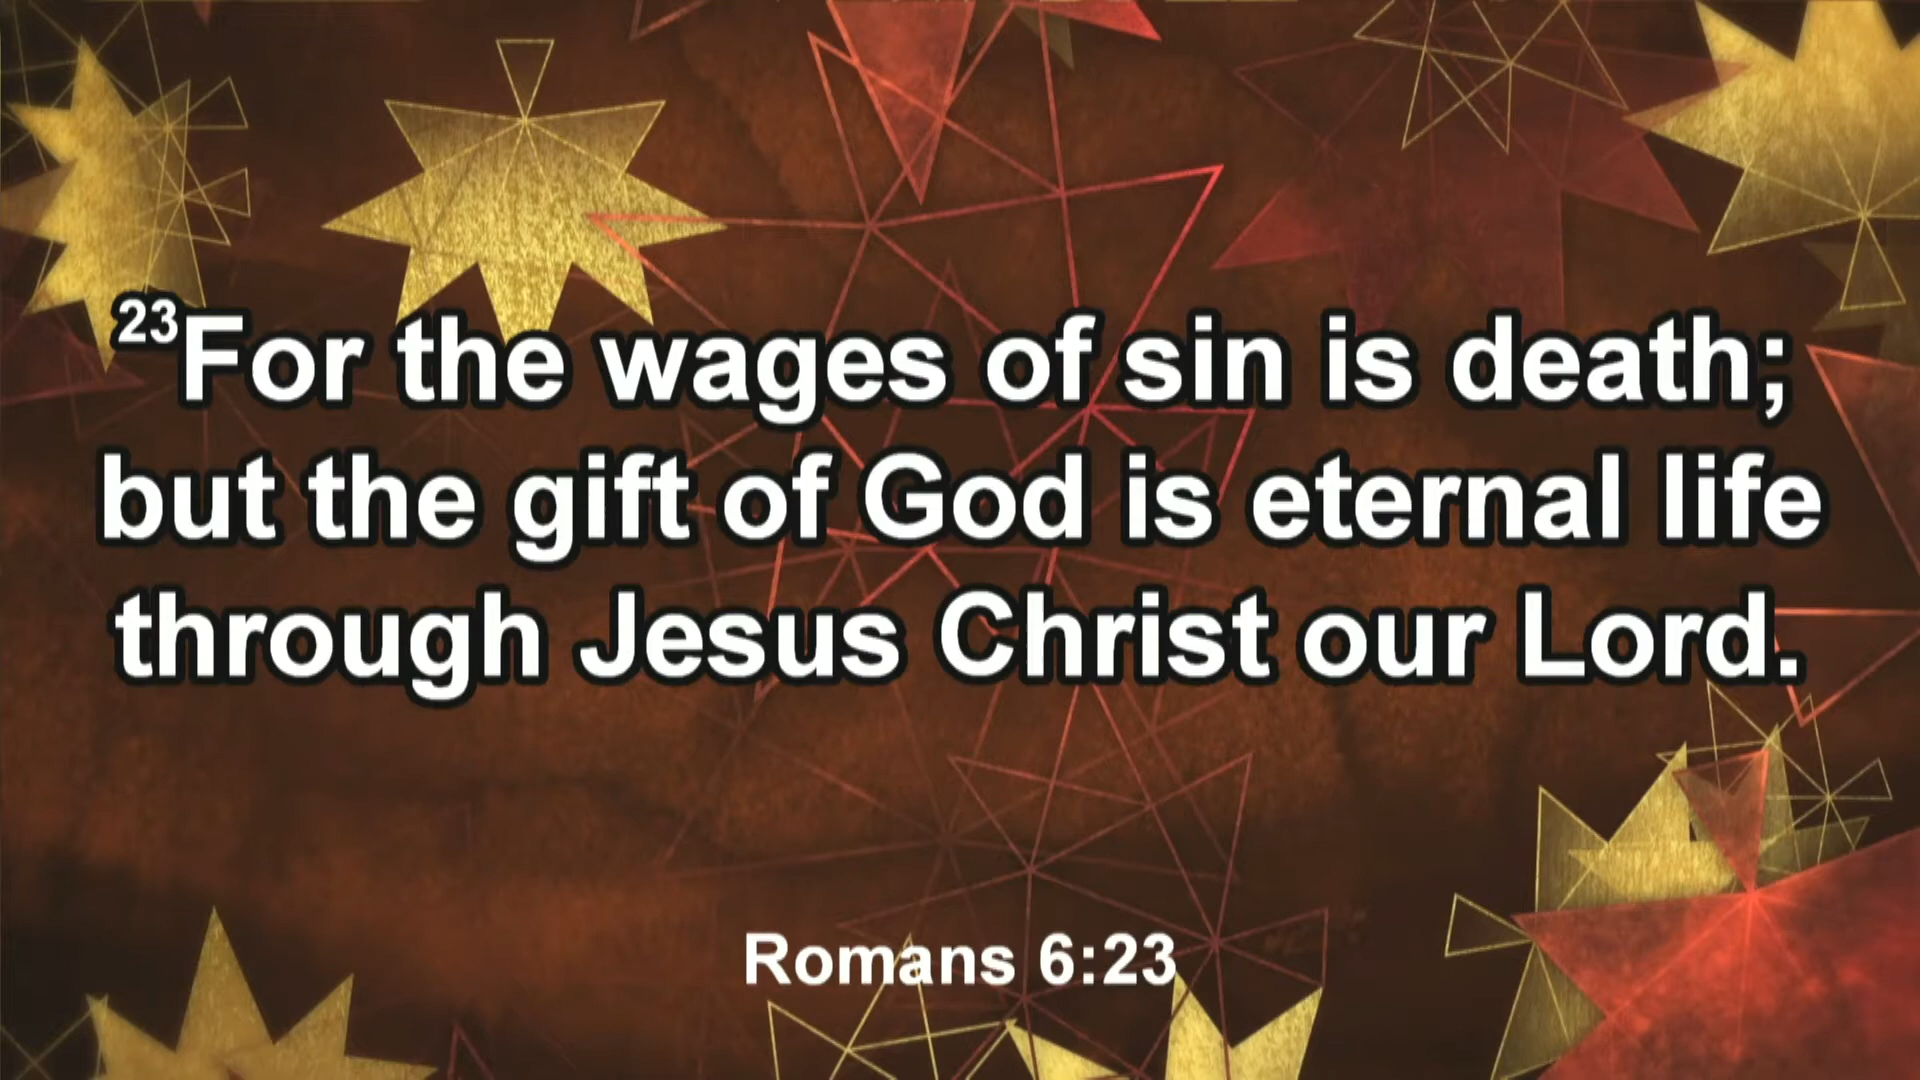 23For the wages of sin is death;
but the gift of God is eternal life
through Jesus Christ our Lord.
Romans 6:23